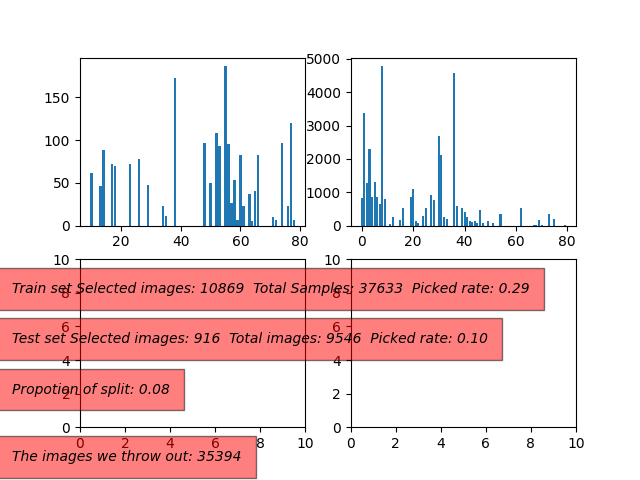 150
100
50
0
20 40 60 80
5000
4000
3000
2000
1000
0
0 20 40 60 80
10
8
6
4
2
0
0 2 4 6 8 10
10
8
6
4
2
0
0 2 4 6 8 10
Train set Selected images: 10869 Total Samples: 37633 Picked rate: 0.29
Test set Selected images: 916 Total images: 9546 Picked rate: 0.10
Propotion of split: 0.08
The images we throw out: 35394